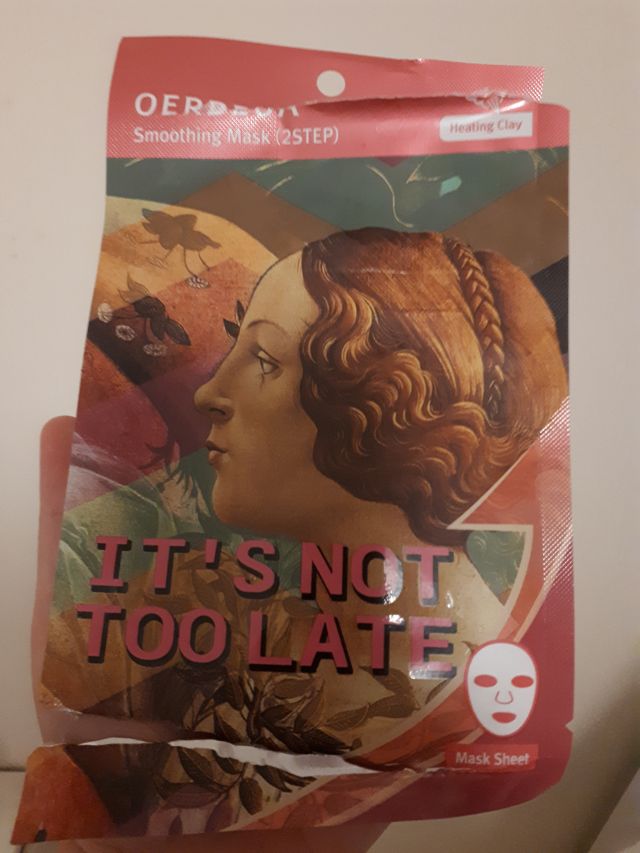 Smoothing Mask (2STEP)
Heating Clay
IT'S NOT
TOO LATE
Mask Sheet